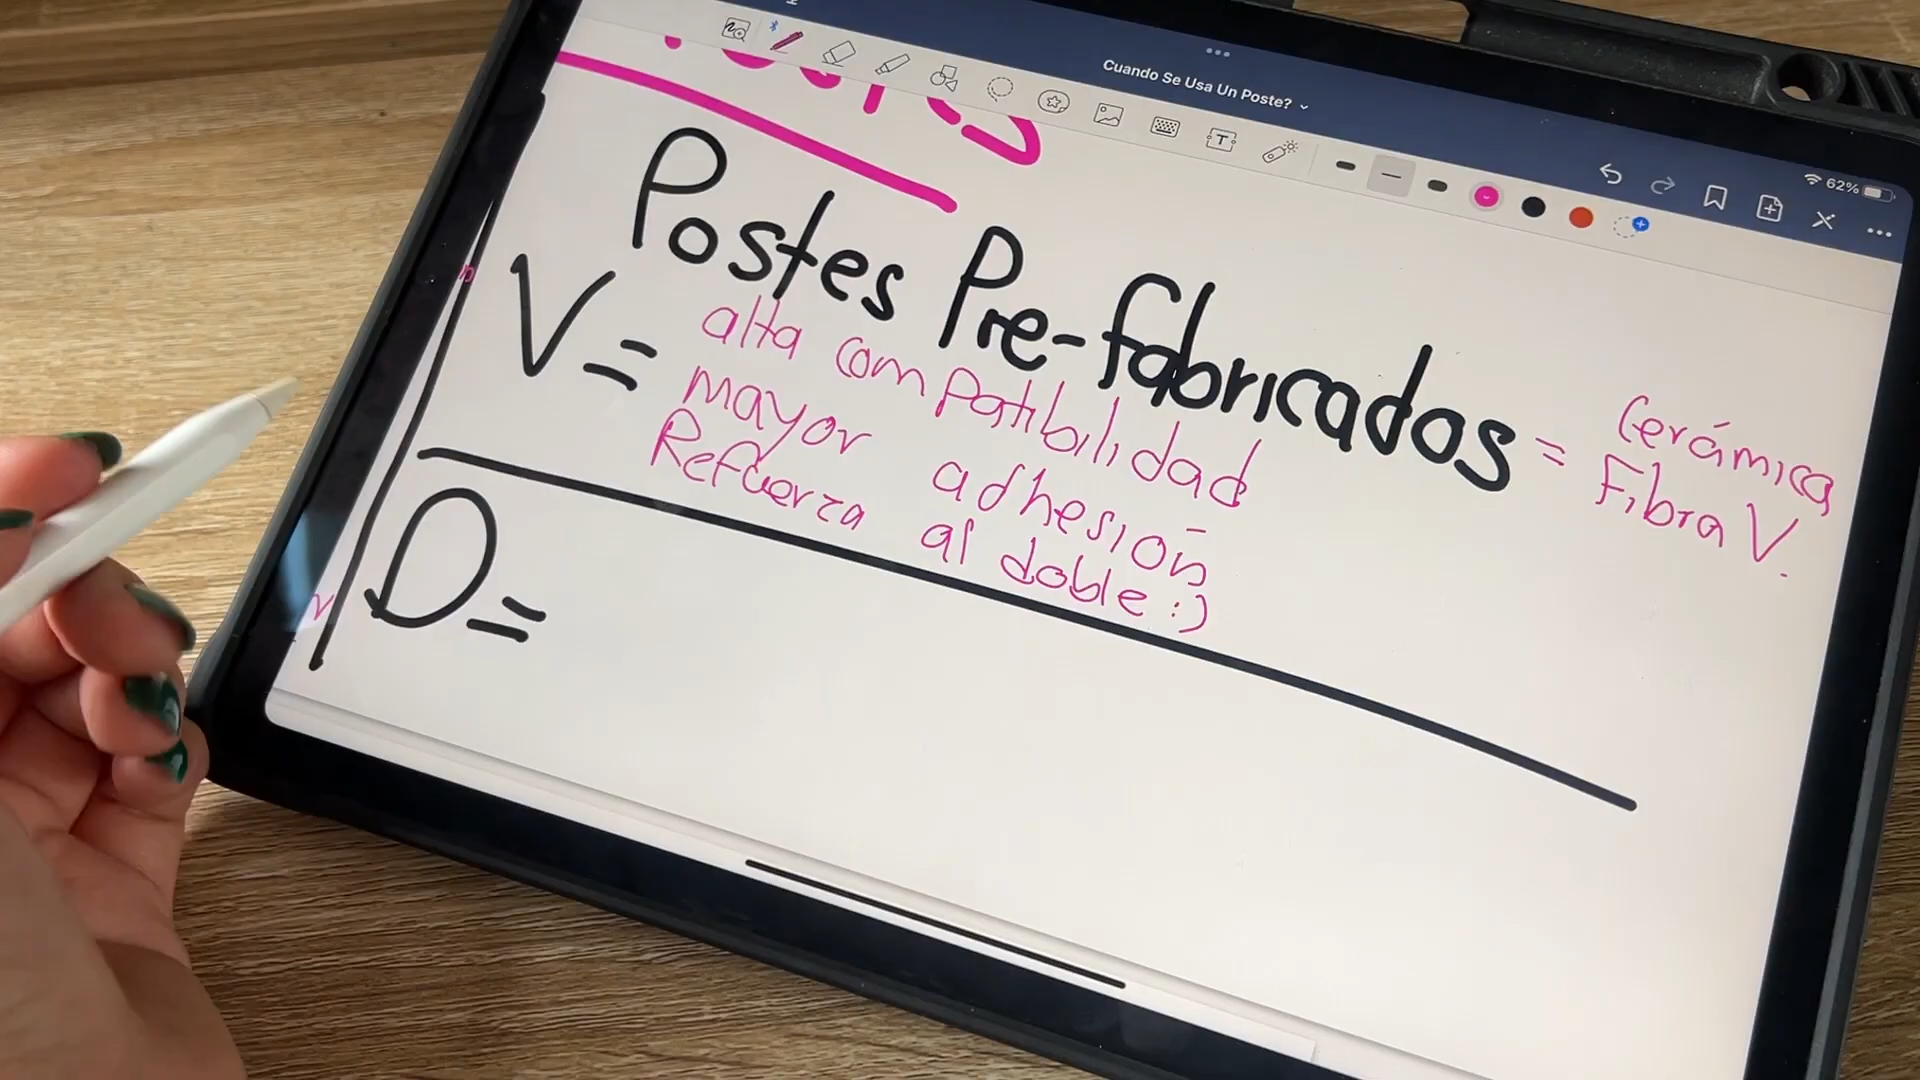 Cuando Se Usa Un Poste?
62%
Postes Pre-fabricados = Cerámica
Fibra V.
V= alta compatibilidad
mayor adhesión
Refuerza al doble :)
D=